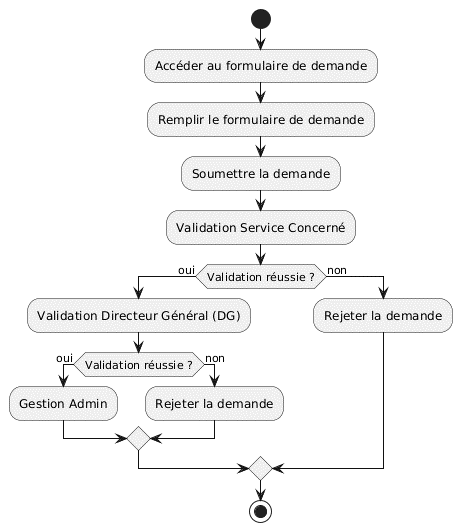 Accéder au formulaire de demande
Remplir le formulaire de demande
Soumettre la demande
Validation Service Concerné
oui
Validation réussie ?
non
Validation Directeur Général (DG)
Rejeter la demande
oui
Validation réussie ?
non
Gestion Admin
Rejeter la demande